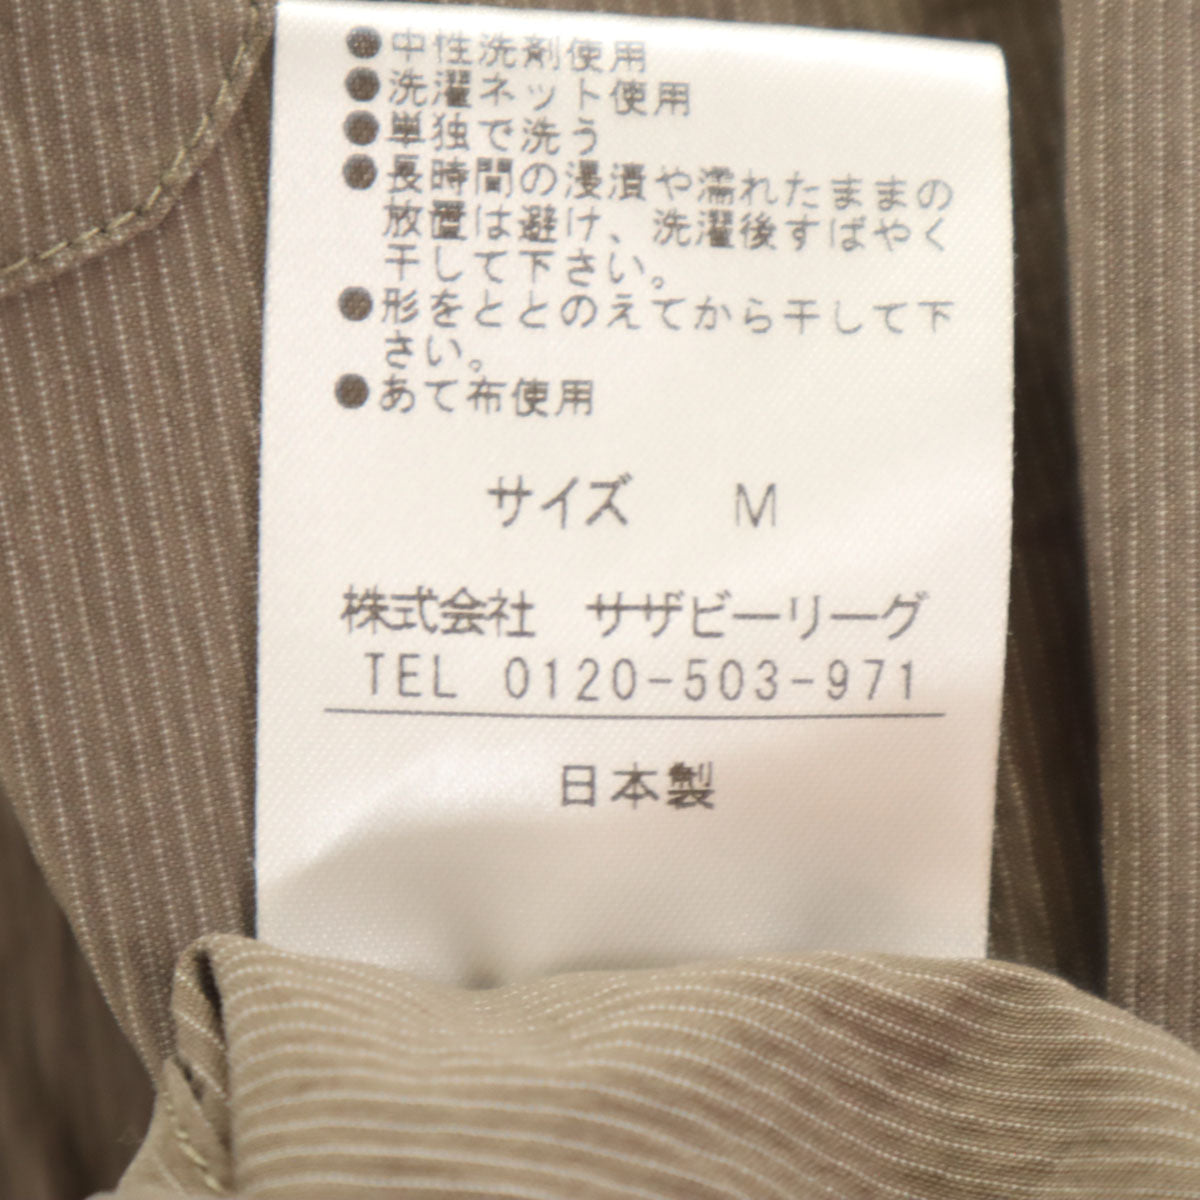 ●中性洗剤使用
●洗濯ネット使用
●単独で洗う
●長時間の浸漬や濡れたままの
放置は避け、洗濯後すばやく
干して下さい。
●形をととのえてから干して下
さい。
●あて布使用
サイズ M
株式会社 サザビーリーグ
TEL 0120-503-971
日本製